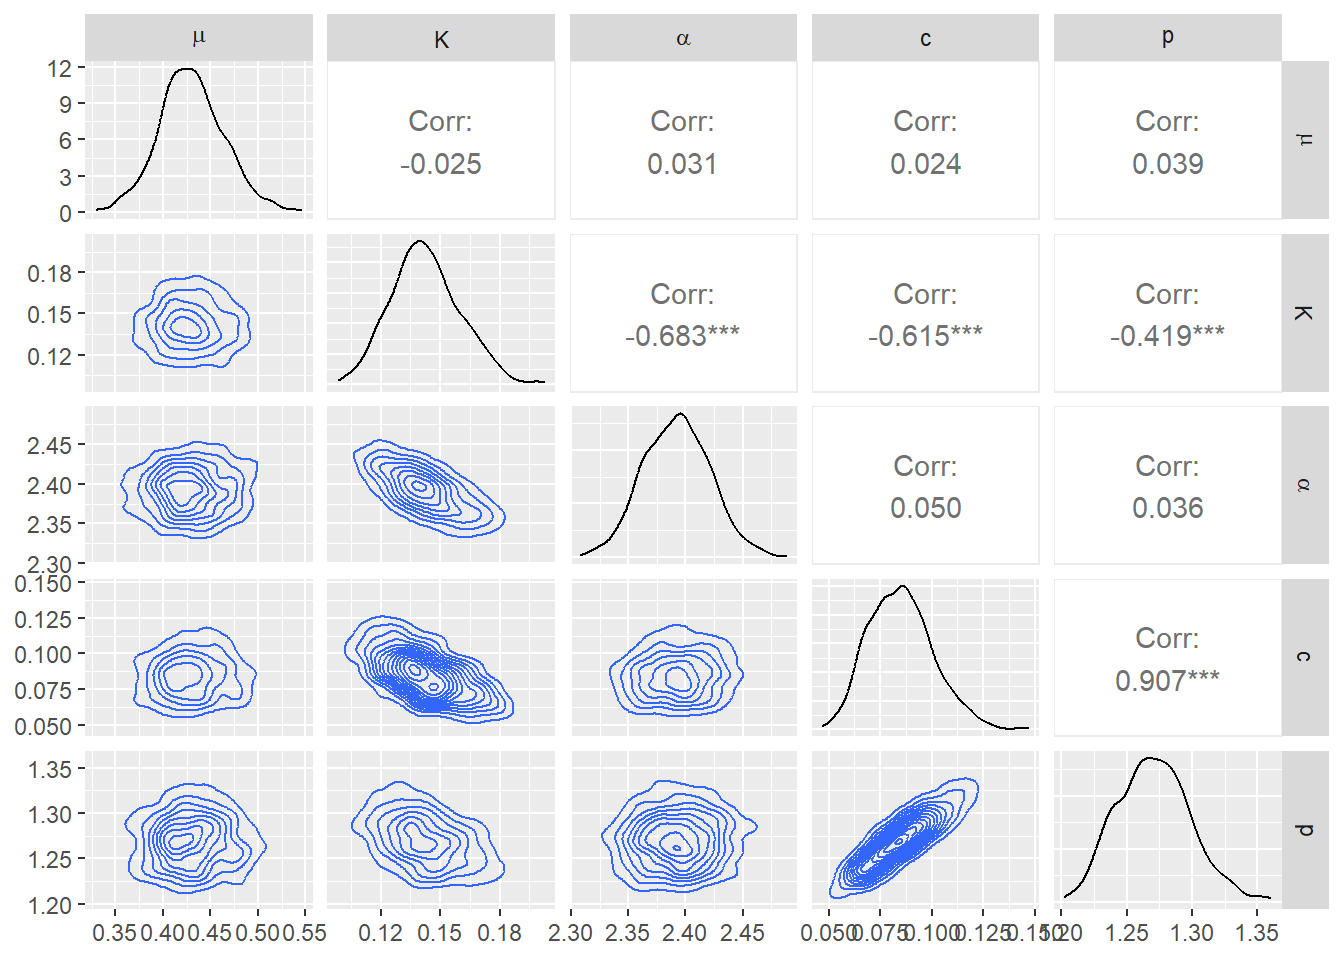 μ K α c p
12
9
6
3
0
Corr:
-0.025
Corr:
0.031
Corr:
0.024
Corr:
0.039
μ
0.18
0.15
0.12
Corr:
-0.683***
Corr:
-0.615***
Corr:
-0.419***
K
2.45
2.40
2.35
2.30
Corr:
0.050
Corr:
0.036
α
0.150
0.125
0.100
0.075
0.050
Corr:
0.907***
c
1.35
1.30
1.25
1.20
p
0.35 0.40 0.45 0.50 0.55 0.12 0.15 0.18 2.30 2.35 2.40 2.45 0.050 0.075 0.100 0.125 0.150 1.20 1.25 1.30 1.35